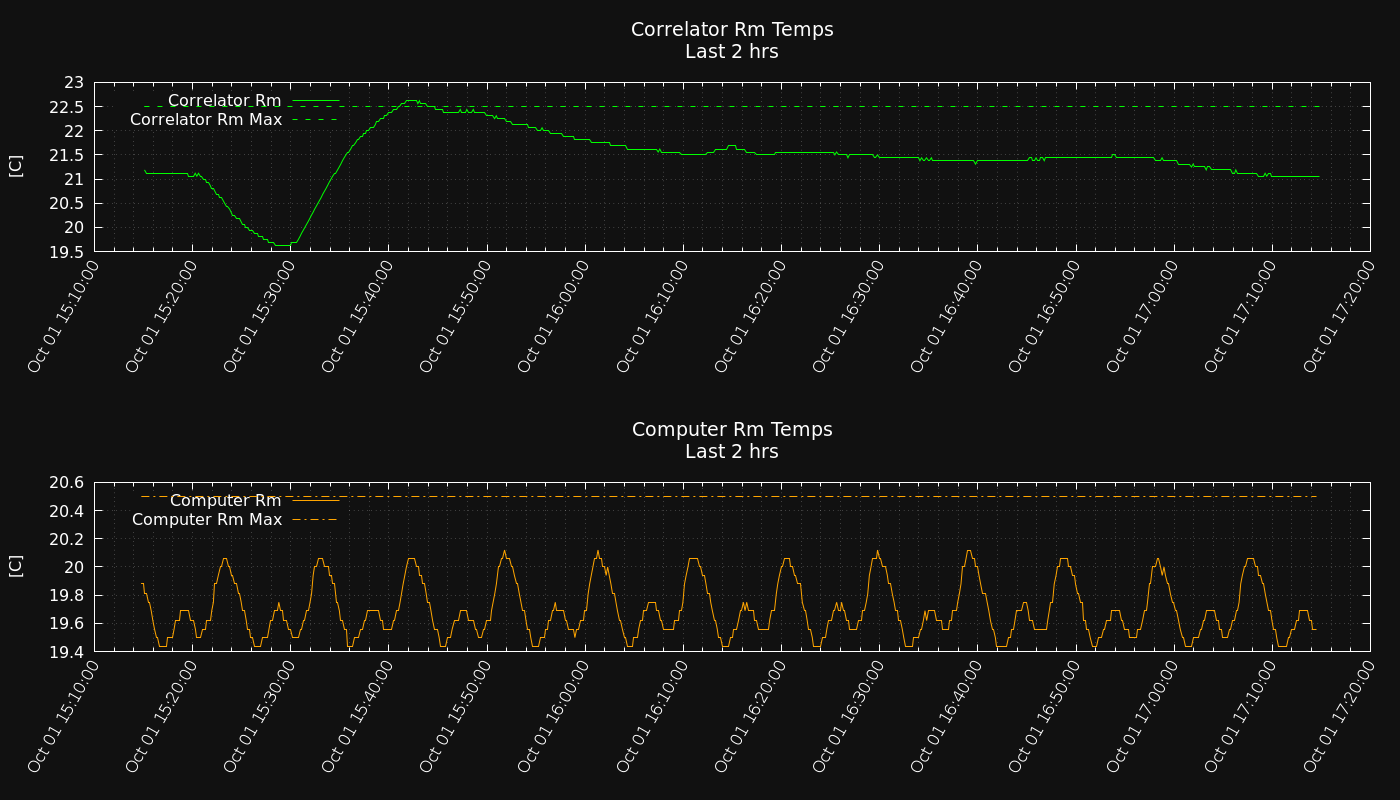 Correlator Rm Temps
Last 2 hrs
23
22.5
22
21.5
21
20.5
20
19.5
[C]
Correlator Rm
Correlator Rm Max
Oct 01 15:10:00
Oct 01 15:20:00
Oct 01 15:30:00
Oct 01 15:40:00
Oct 01 15:50:00
Oct 01 16:00:00
Oct 01 16:10:00
Oct 01 16:20:00
Oct 01 16:30:00
Oct 01 16:40:00
Oct 01 16:50:00
Oct 01 17:00:00
Oct 01 17:10:00
Oct 01 17:20:00
Computer Rm Temps
Last 2 hrs
20.6
20.4
20.2
20
19.8
19.6
19.4
[C]
Computer Rm
Computer Rm Max
Oct 01 15:10:00
Oct 01 15:20:00
Oct 01 15:30:00
Oct 01 15:40:00
Oct 01 15:50:00
Oct 01 16:00:00
Oct 01 16:10:00
Oct 01 16:20:00
Oct 01 16:30:00
Oct 01 16:40:00
Oct 01 16:50:00
Oct 01 17:00:00
Oct 01 17:10:00
Oct 01 17:20:00